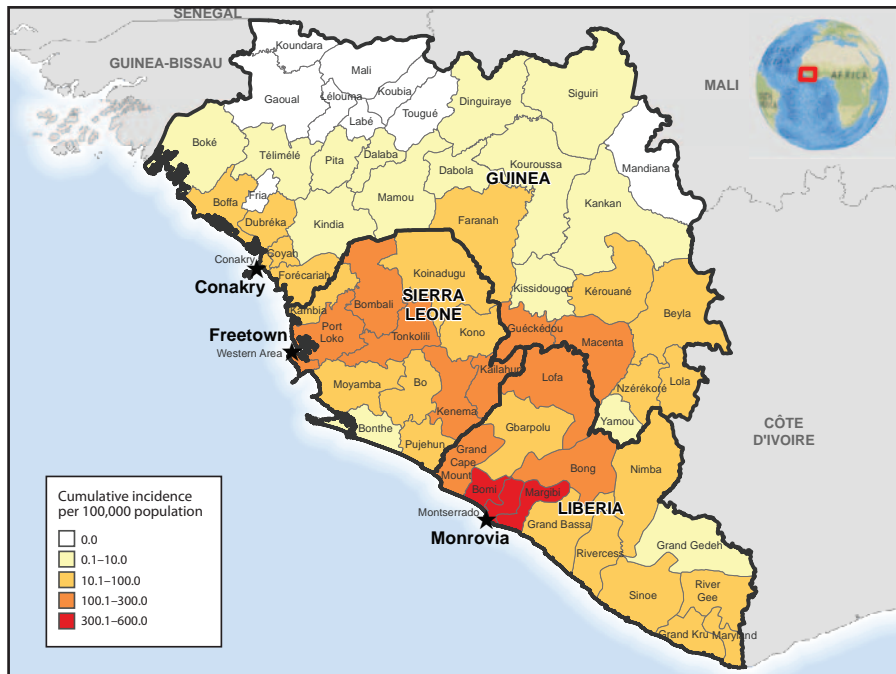 SENEGAL
GUINEA-BISSAU
MALI
AFRICA
Koundara
Mali
Koubia
Gaoual
Lélouma
Labé
Tougué
Dinguiraye
Siguiri
Boké
Télimélé
Pita
Dalaba
Dabola
Kouroussa
Mandiana
GUINEA
Fria
Mamou
Kankan
Boffa
Dubréka
Kindia
Faranah
Conakry
Coyah
Conakry
Forécariah
Koinadugu
Kissidougou
Kérouané
Beyla
SIERRA
LEONE
Kambia
Bombali
Port
Loko
Tonkolili
Kono
Guéckédou
Macenta
Freetown
Western Area
Kailahun
Lofa
Nzérékoré
Lola
Moyamba
Bo
Kenema
Yamou
Bonthe
Pujehun
Gbarpolu
CÔTE
D'IVOIRE
Grand
Cape
Mount
Bong
Nimba
Bomi
Margibi
LIBERIA
Montserrado
Monrovia
Grand Bassa
Rivercess
Grand Gedeh
Sinoe
River
Gee
Grand Kru
Maryland
Cumulative incidence
per 100,000 population
0.0
0.1–10.0
10.1–100.0
100.1–300.0
300.1–600.0